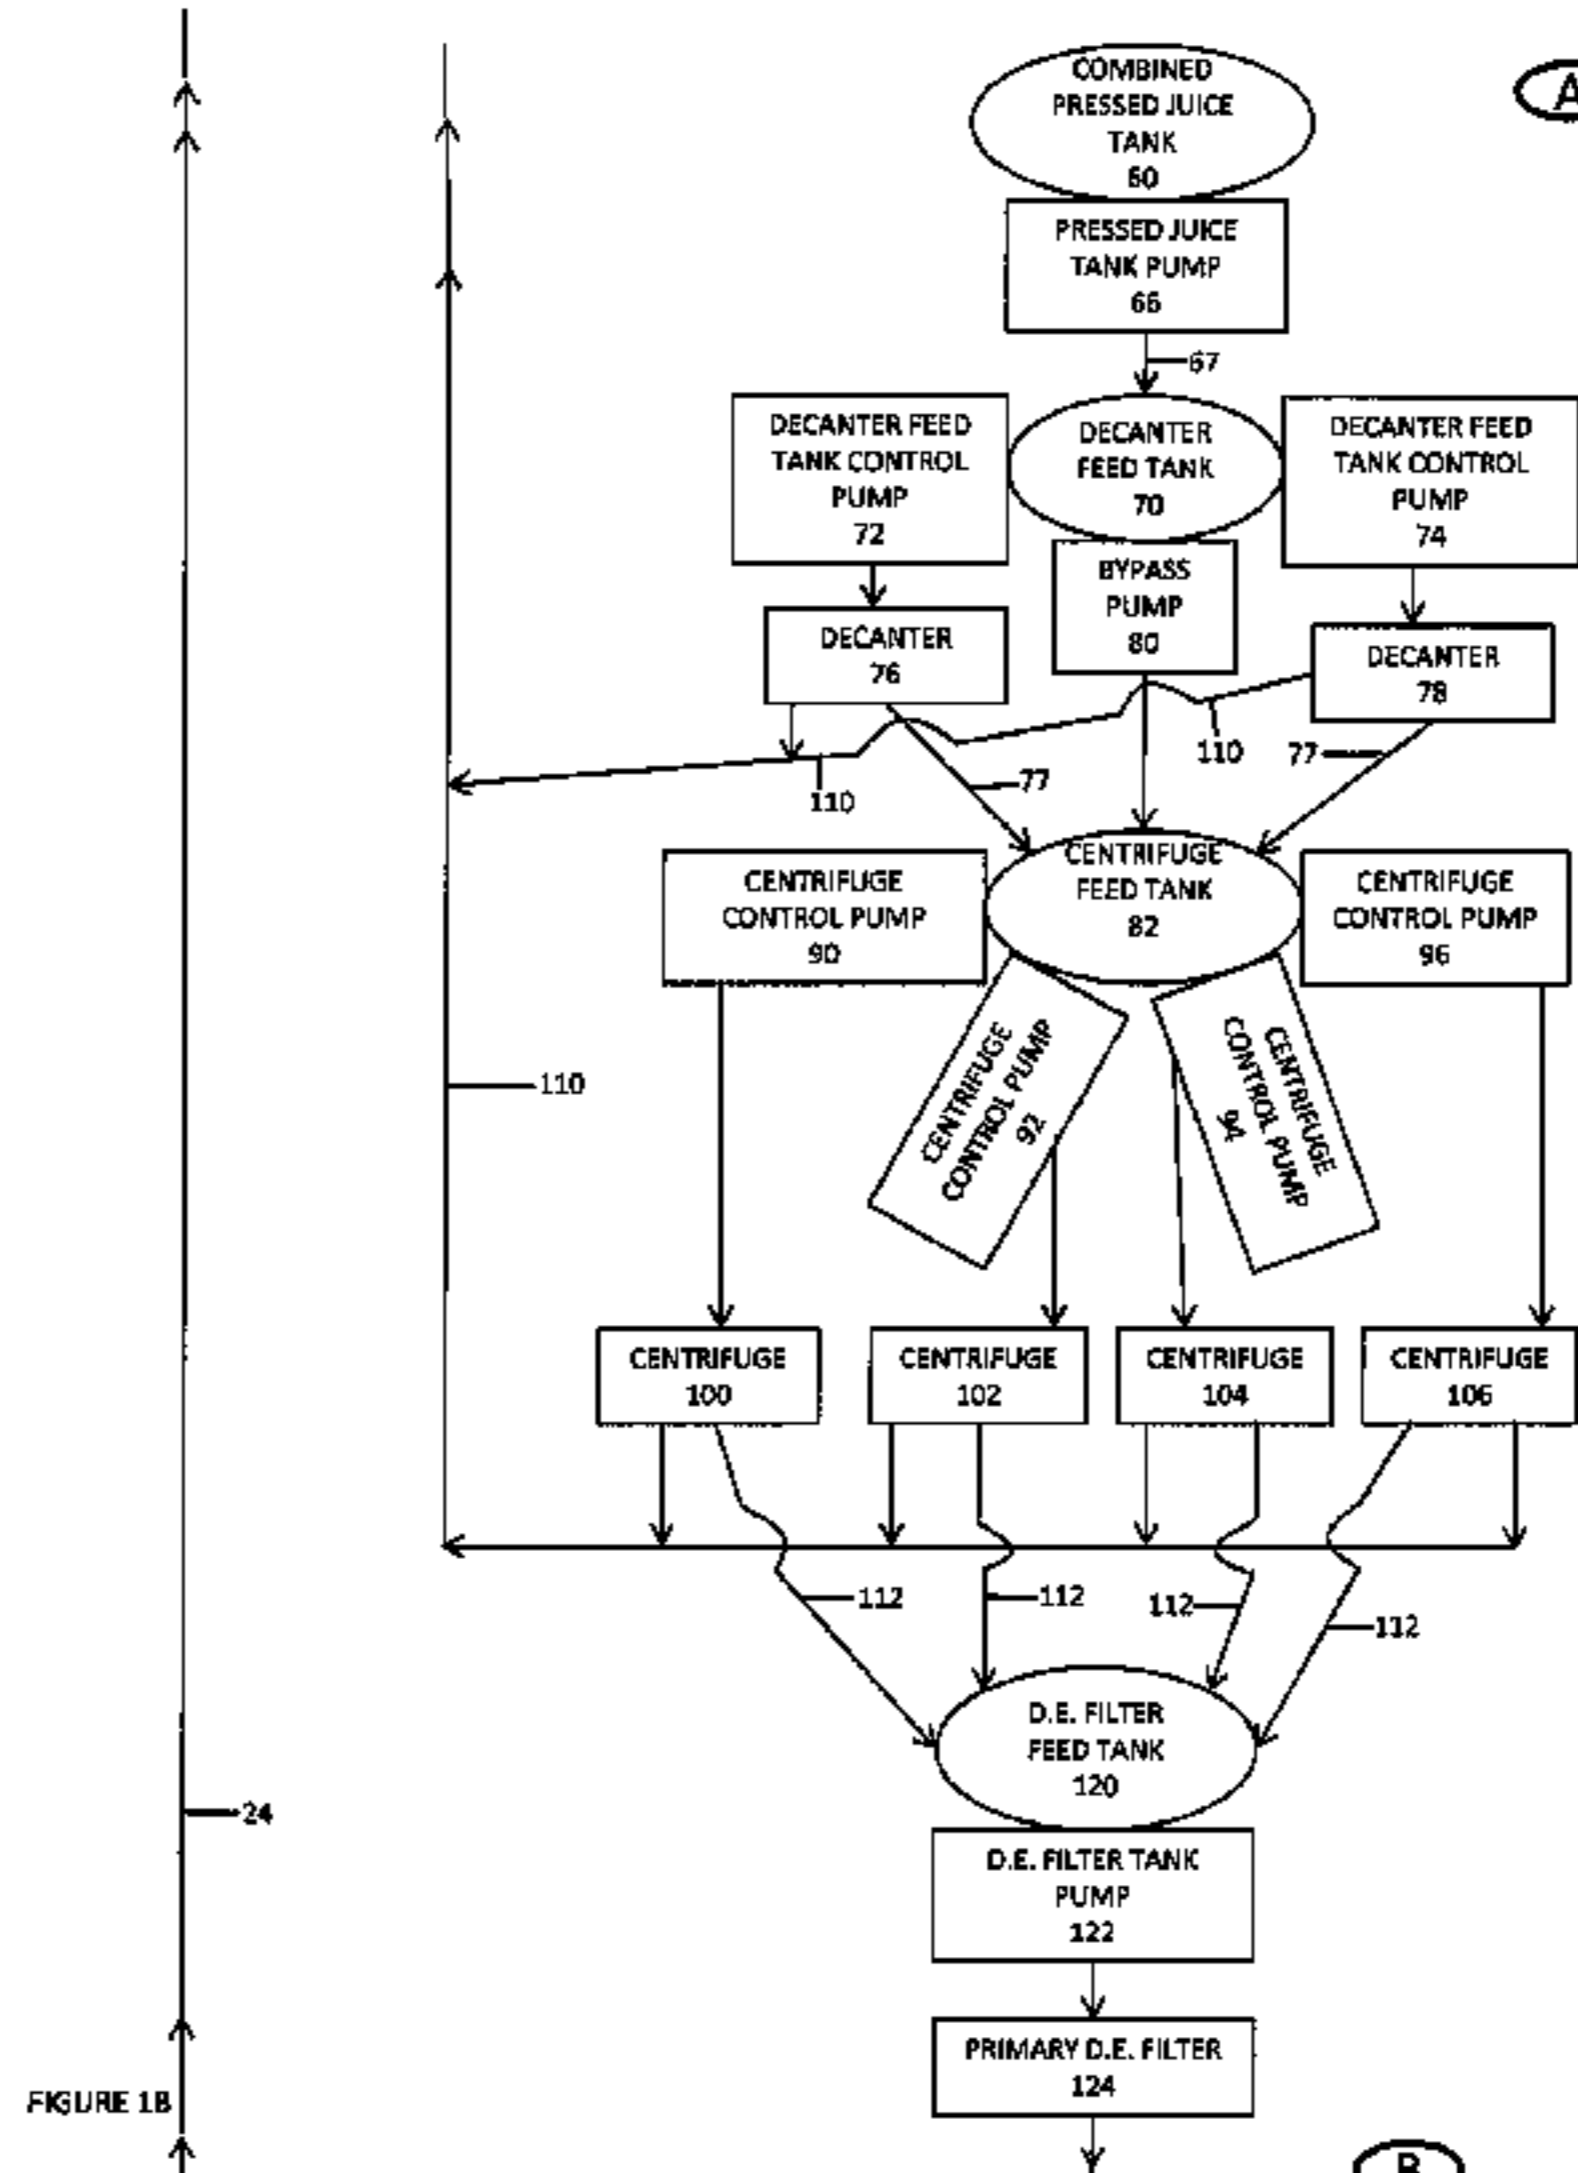 COMBINED
PRESSED JUICE
TANK
60
A
PRESSED JUICE
TANK PUMP
66
67
DECANTER FEED
TANK CONTROL
PUMP
72
DECANTER
FEED TANK
70
DECANTER FEED
TANK CONTROL
PUMP
74
BYPASS
PUMP
80
DECANTER
76
DECANTER
78
110
77
110
77
CENTRIFUGE
CONTROL PUMP
90
CENTRIFUGE
FEED TANK
82
CENTRIFUGE
CONTROL PUMP
96
CENTRIFUGE
CONTROL PUMP
92
CENTRIFUGE
CONTROL PUMP
94
110
CENTRIFUGE
100
CENTRIFUGE
102
CENTRIFUGE
104
CENTRIFUGE
106
112
112
112
112
D.E. FILTER
FEED TANK
120
24
D.E. FILTER TANK
PUMP
122
PRIMARY D.E. FILTER
124
FIGURE 1B
B